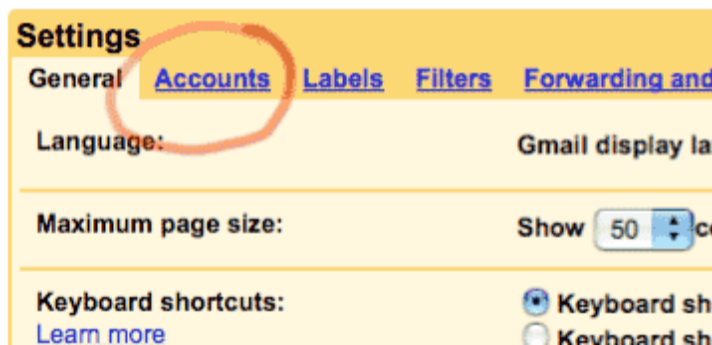 Settings
General Accounts Labels Filters Forwarding and
Language: Gmail display la
Maximum page size: Show 50 co
Keyboard shortcuts: Keyboard sh
Learn more Keyboard sh